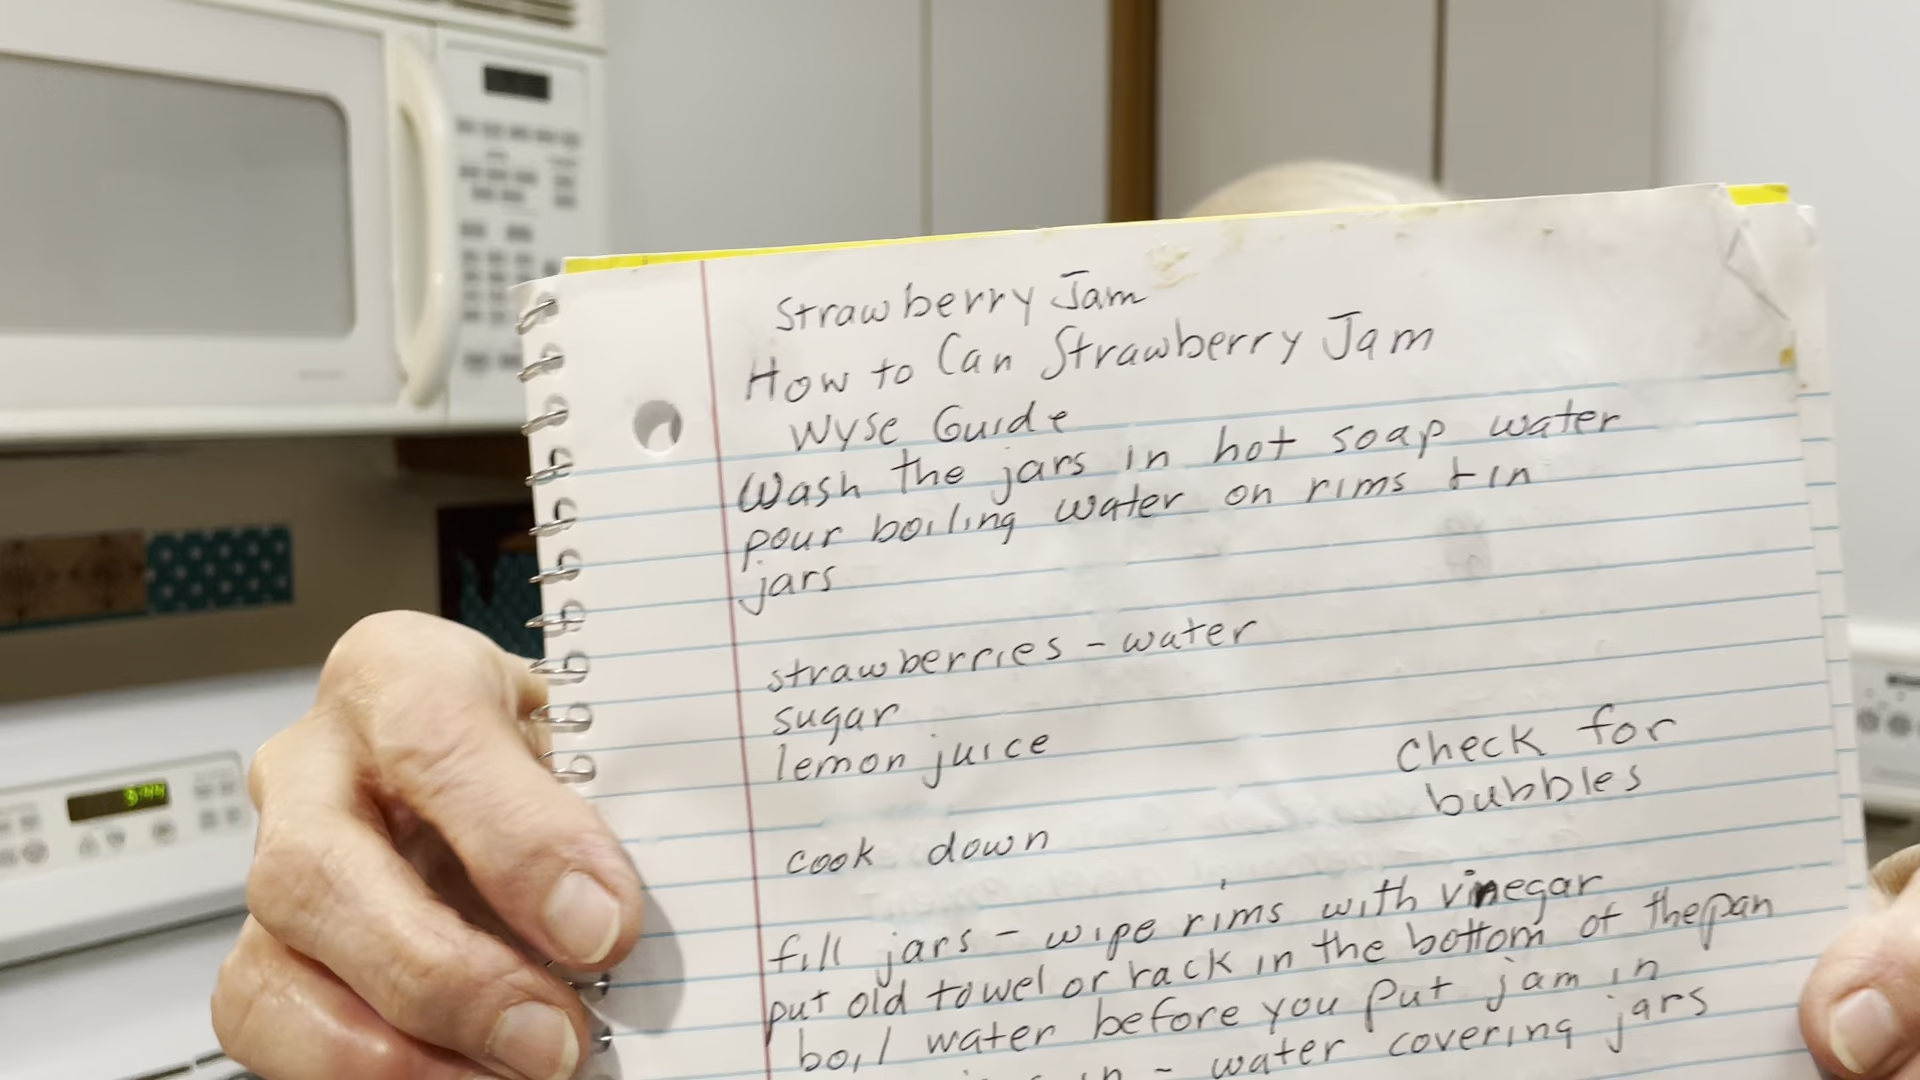 Strawberry Jam
How to Can Strawberry Jam
Wyse Guide
Wash the jars in hot soap water
pour boiling water on rims + in
jars
strawberries - water
sugar
lemon juice
Check for
bubbles
cook down
fill jars - wipe rims with vinegar
put old towel or rack in the bottom of the pan
boil water before you put jam in
- water covering jars